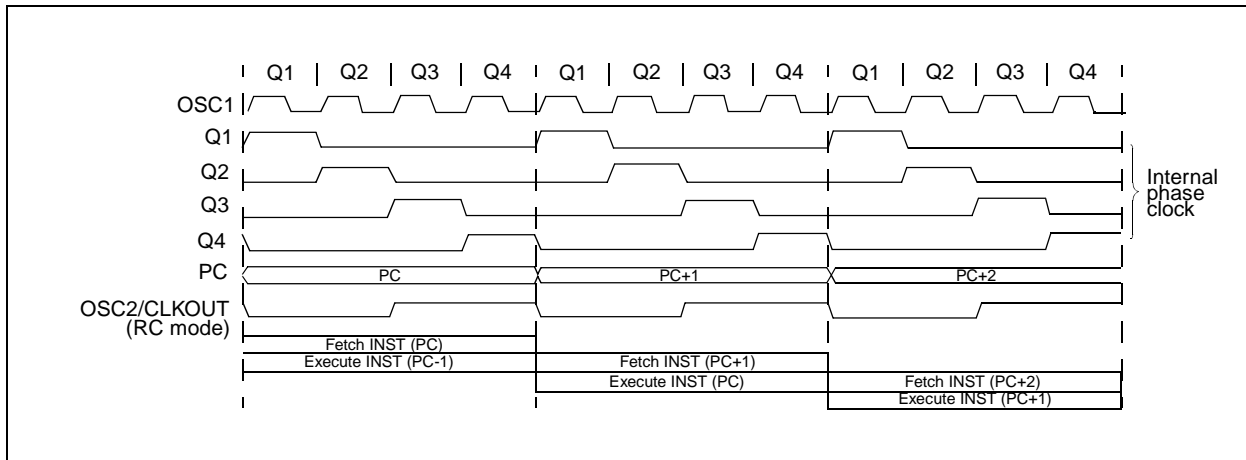 Q1 Q2 Q3 Q4 Q1 Q2 Q3 Q4 Q1 Q2 Q3 Q4
OSC1
Q1
Q2
Q3
Q4
Internal
phase
clock
PC
PC PC+1 PC+2
OSC2/CLKOUT
(RC mode)
Fetch INST (PC)
Execute INST (PC-1) Fetch INST (PC+1)
Execute INST (PC) Fetch INST (PC+2)
Execute INST (PC+1)